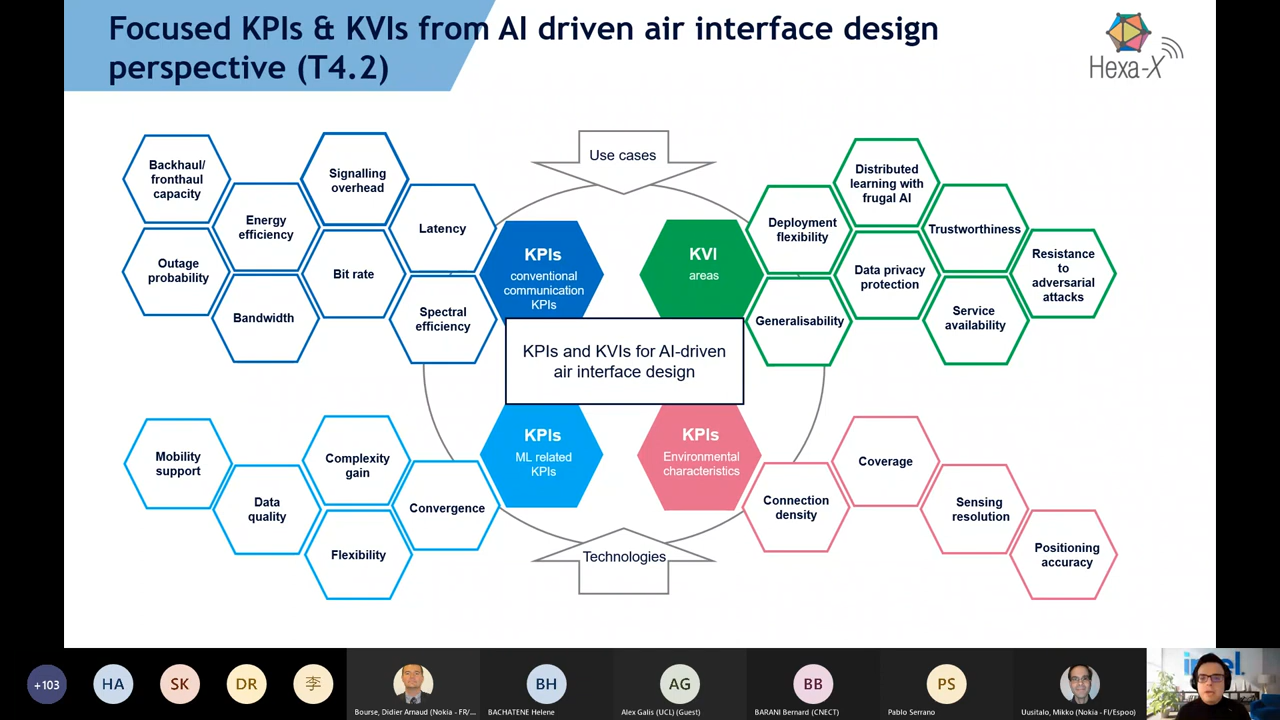 Focused KPIs & KVIs from AI driven air interface design
perspective (T4.2)
Hexa-X
Use cases
Backhaul/
fronthaul
capacity
Signalling
overhead
Energy
efficiency
Latency
Outage
probability
Bit rate
Bandwidth
Spectral
efficiency
KPIs
conventional
communication
KPIs
KVI
areas
Distributed
learning with
frugal AI
Deployment
flexibility
Trustworthiness
Data privacy
protection
Resistance
to
adversarial
attacks
Generalisability
Service
availability
KPIs and KVIs for AI-driven
air interface design
KPIs
ML related
KPIs
KPIs
Environmental
characteristics
Mobility
support
Complexity
gain
Data
quality
Convergence
Flexibility
Coverage
Connection
density
Sensing
resolution
Positioning
accuracy
Technologies
+103
HA
SK
DR
李
BH
AG
BB
PS
intel.
Bourse, Didier Arnaud (Nokia - FR/...
BACHATENE Helene
Alex Galis (UCL) (Guest)
BARANI Bernard (CNECT)
Pablo Serrano
Uusitalo, Mikko (Nokia - FI/Espoo)